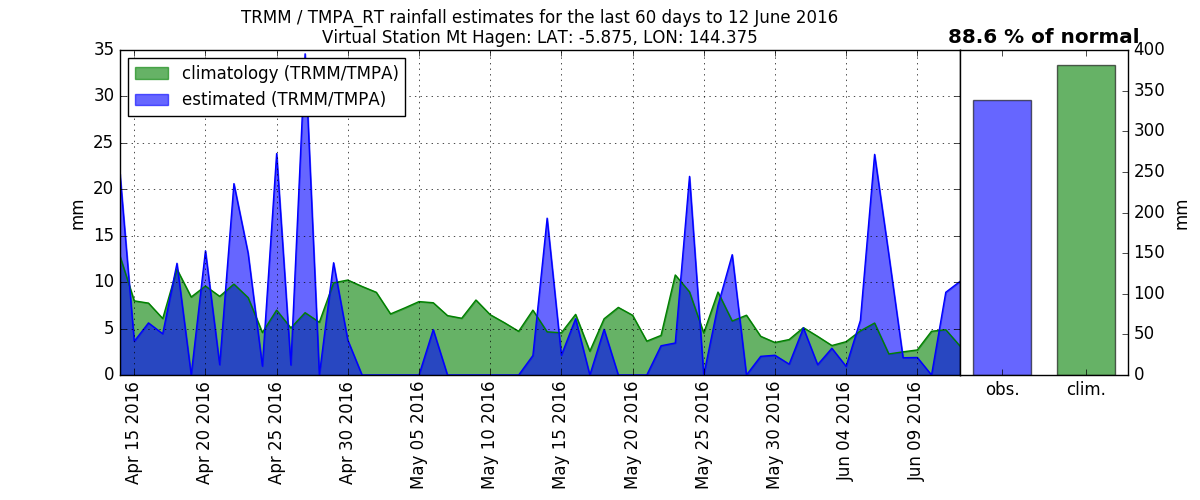 TRMM / TMPA_RT rainfall estimates for the last 60 days to 12 June 2016
Virtual Station Mt Hagen: LAT: -5.875, LON: 144.375
88.6 % of normal
climatology (TRMM/TMPA)
estimated (TRMM/TMPA)
35
30
25
20
15
10
5
0
mm
Apr 15 2016
Apr 20 2016
Apr 25 2016
Apr 30 2016
May 05 2016
May 10 2016
May 15 2016
May 20 2016
May 25 2016
May 30 2016
Jun 04 2016
Jun 09 2016
400
350
300
250
200
150
100
50
0
mm
obs.
clim.